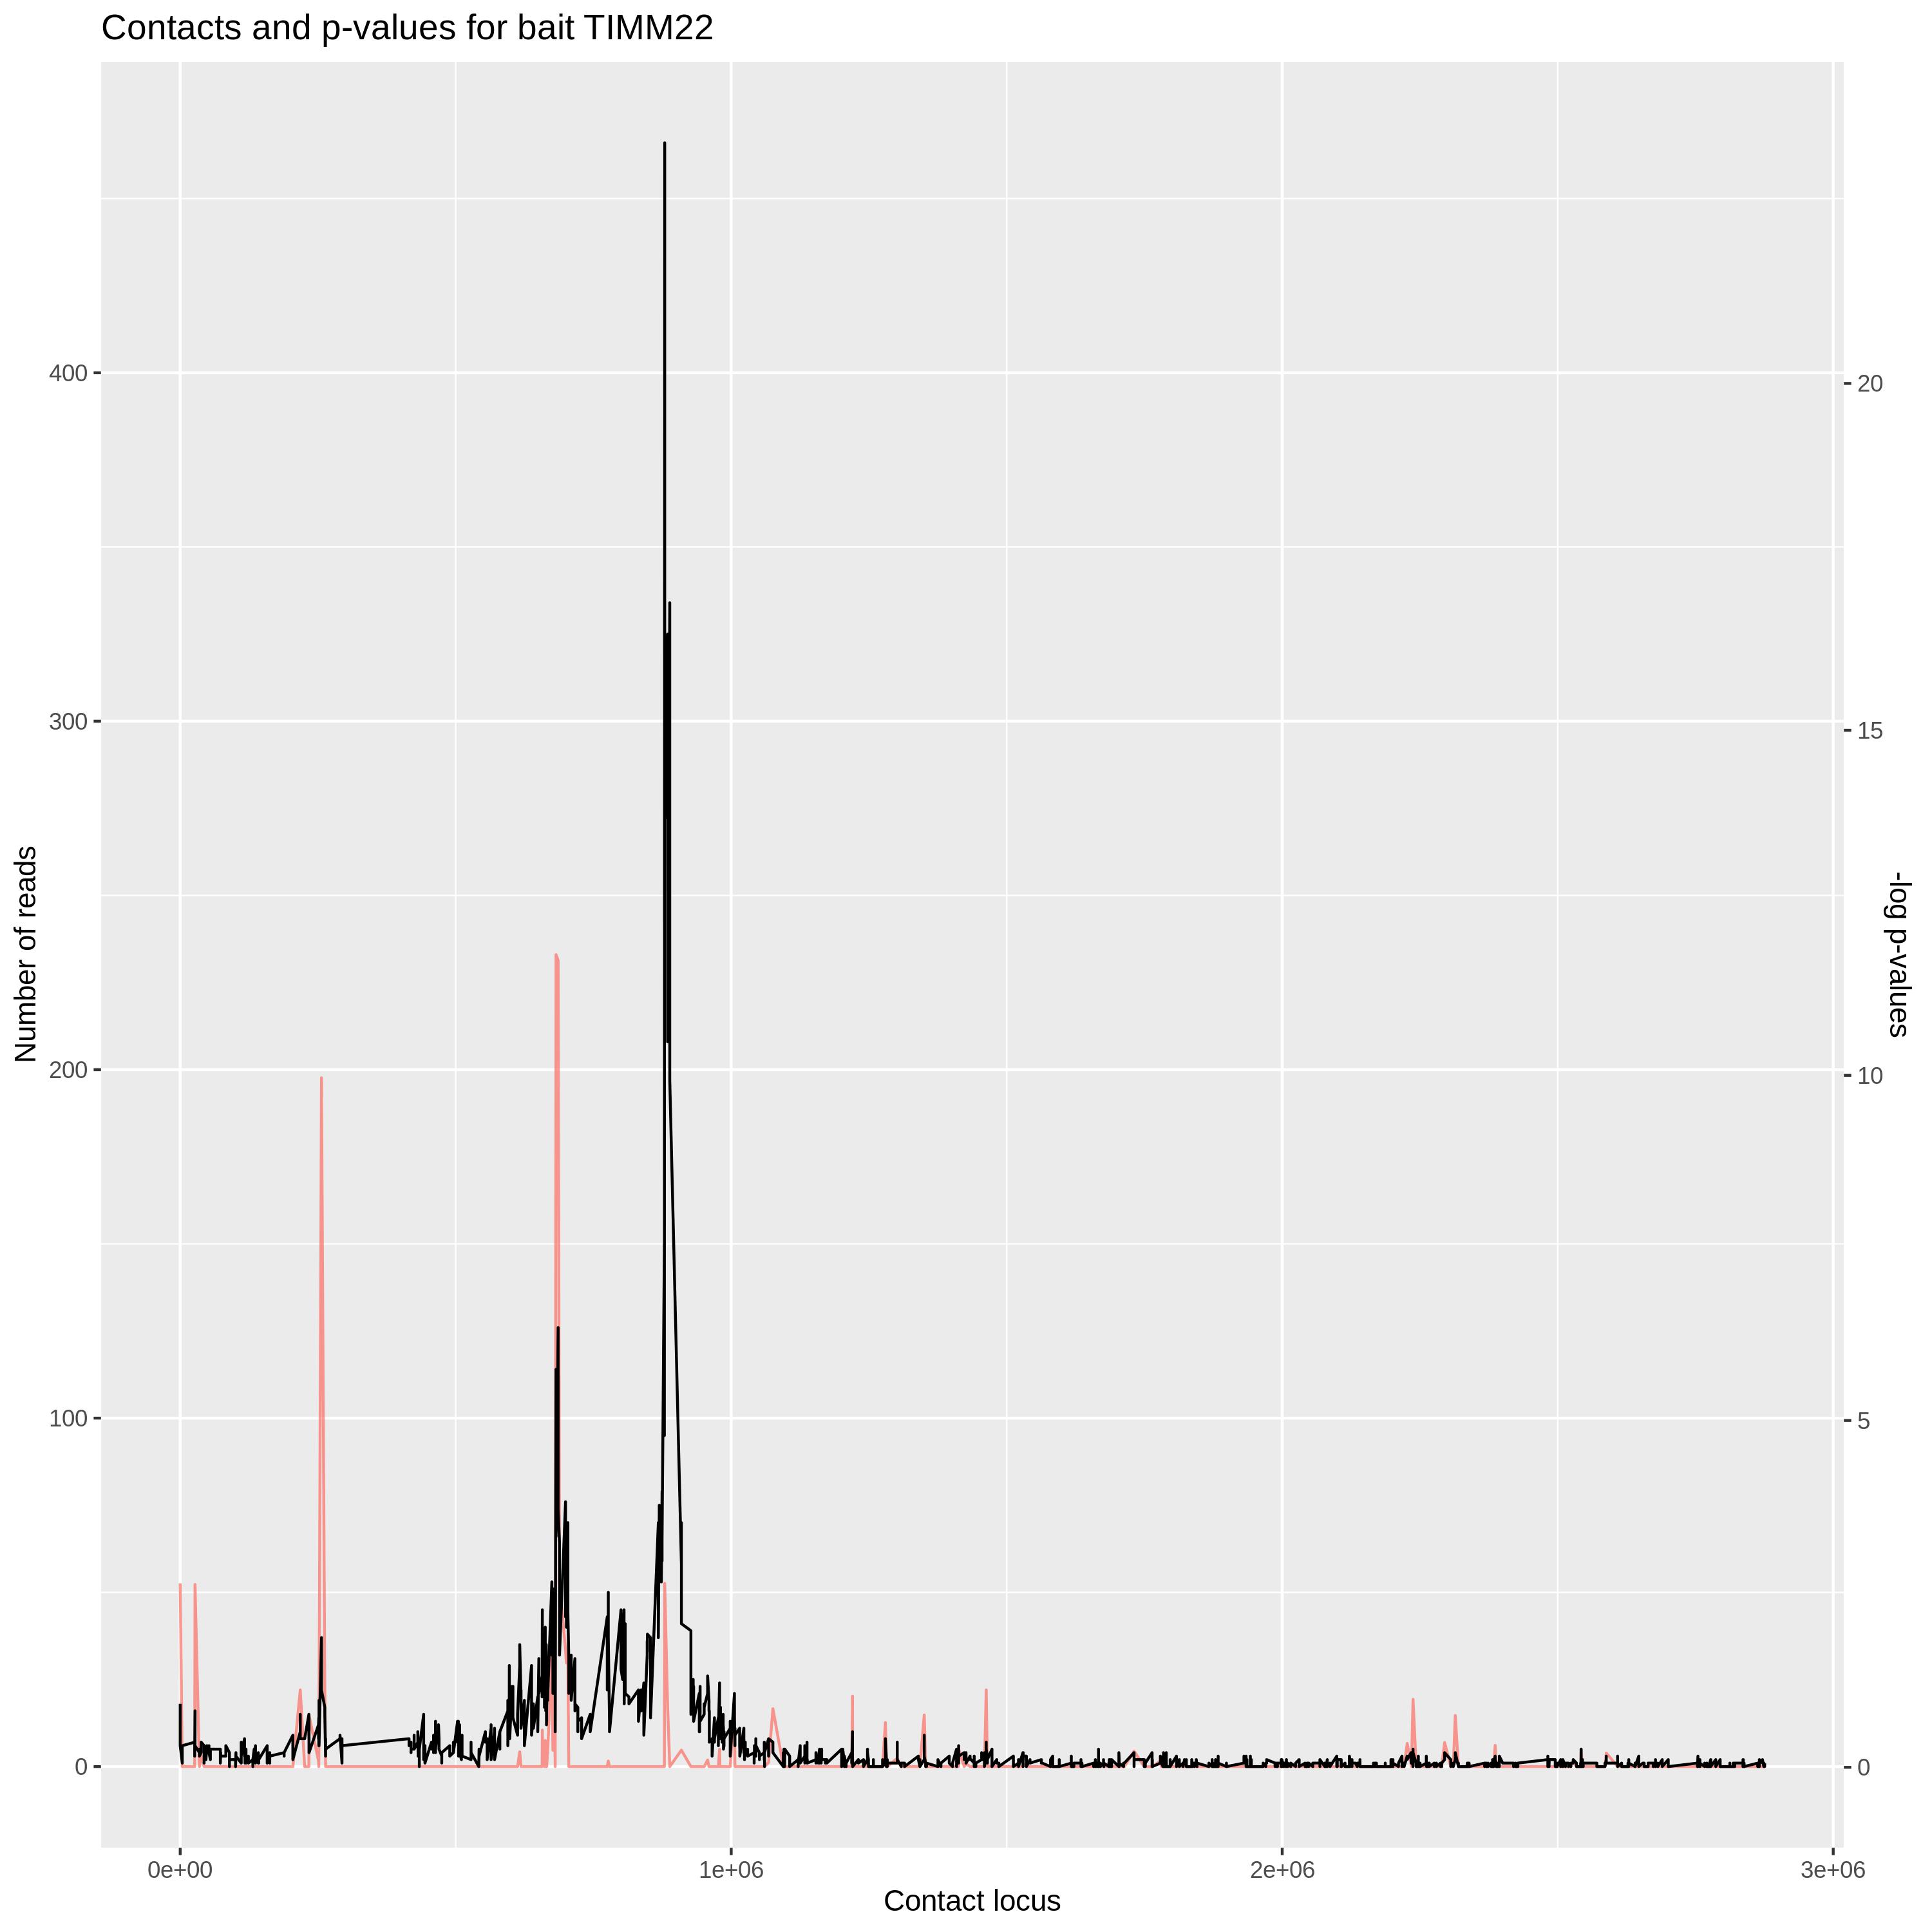 Contacts and p-values for bait TIMM22
Number of reads
400
300
200
100
0
20
15
10
5
0
-log p-values
0e+00
1e+06
2e+06
3e+06
Contact locus